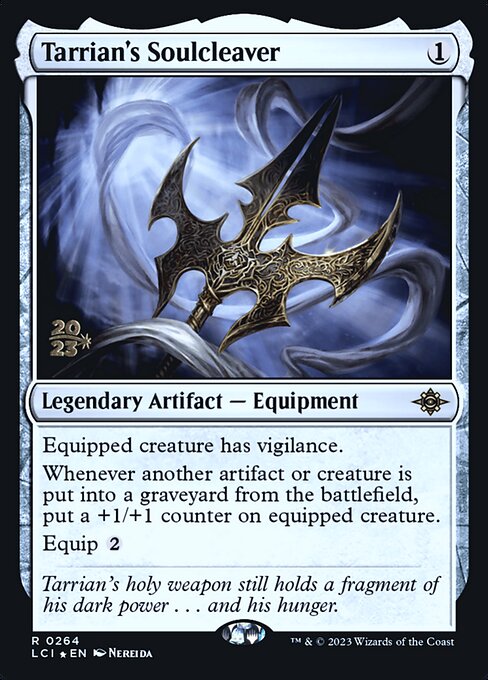 Tarrian's Soulcleaver 1
20
23
Legendary Artifact — Equipment
Equipped creature has vigilance.
Whenever another artifact or creature is
put into a graveyard from the battlefield,
put a +1/+1 counter on equipped creature.
Equip 2
Tarrian's holy weapon still holds a fragment of
his dark power . . . and his hunger.
R 0264
LCI ★ EN NEREIDA
™ & © 2023 Wizards of the Coast